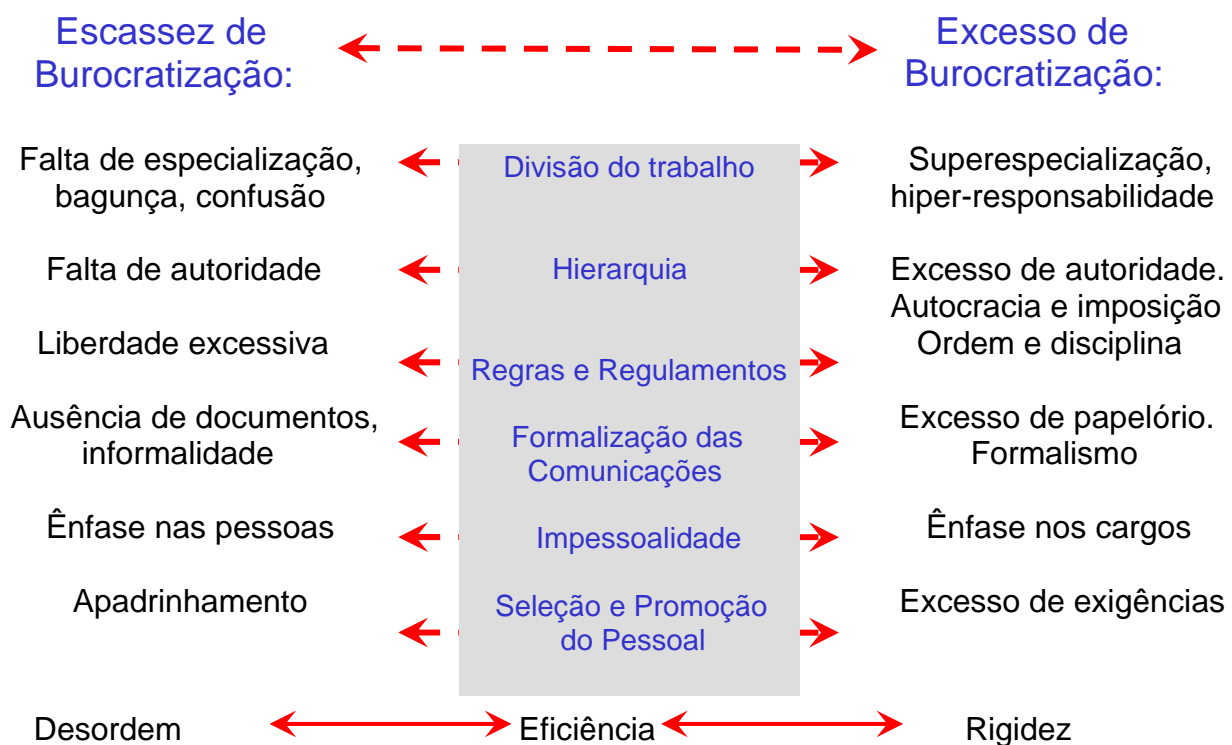 Escassez de
Burocratização:
Excesso de
Burocratização:
Falta de especialização,
bagunça, confusão
Divisão do trabalho
Superespecialização,
hiper-responsabilidade
Falta de autoridade
Hierarquia
Excesso de autoridade.
Autocracia e imposição
Liberdade excessiva
Regras e Regulamentos
Ordem e disciplina
Ausência de documentos,
informalidade
Formalização das
Comunicações
Excesso de papelório.
Formalismo
Ênfase nas pessoas
Impessoalidade
Ênfase nos cargos
Apadrinhamento
Seleção e Promoção
do Pessoal
Excesso de exigências
Desordem
Eficiência
Rigidez